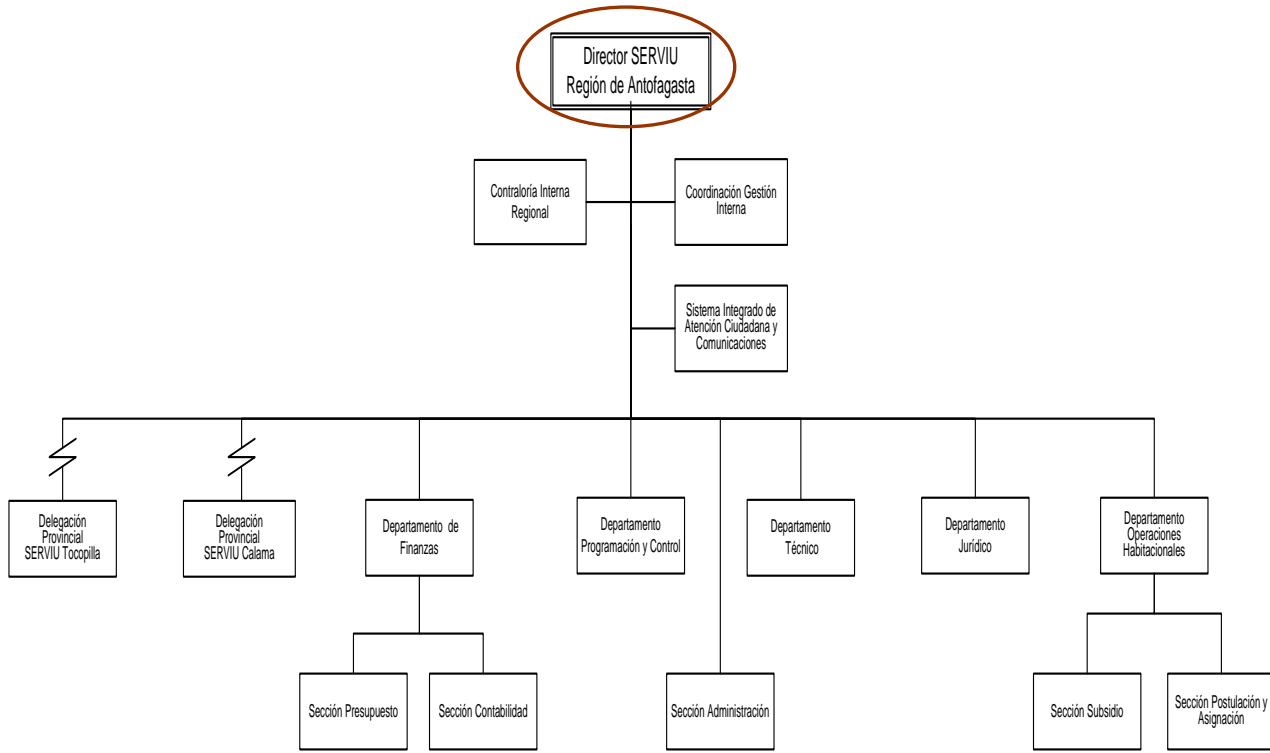 Director SERVIU
Región de Antofagasta
Contraloría Interna
Regional
Coordinación Gestión
Interna
Sistema Integrado de
Atención Ciudadana y
Comunicaciones
Delegación
Provincial
SERVIU Tocopilla
Delegación
Provincial
SERVIU Calama
Departamento de
Finanzas
Departamento
Programación y Control
Departamento
Técnico
Departamento
Jurídico
Departamento
Operaciones
Habitacionales
Sección Presupuesto
Sección Contabilidad
Sección Administración
Sección Subsidio
Sección Postulación y
Asignación